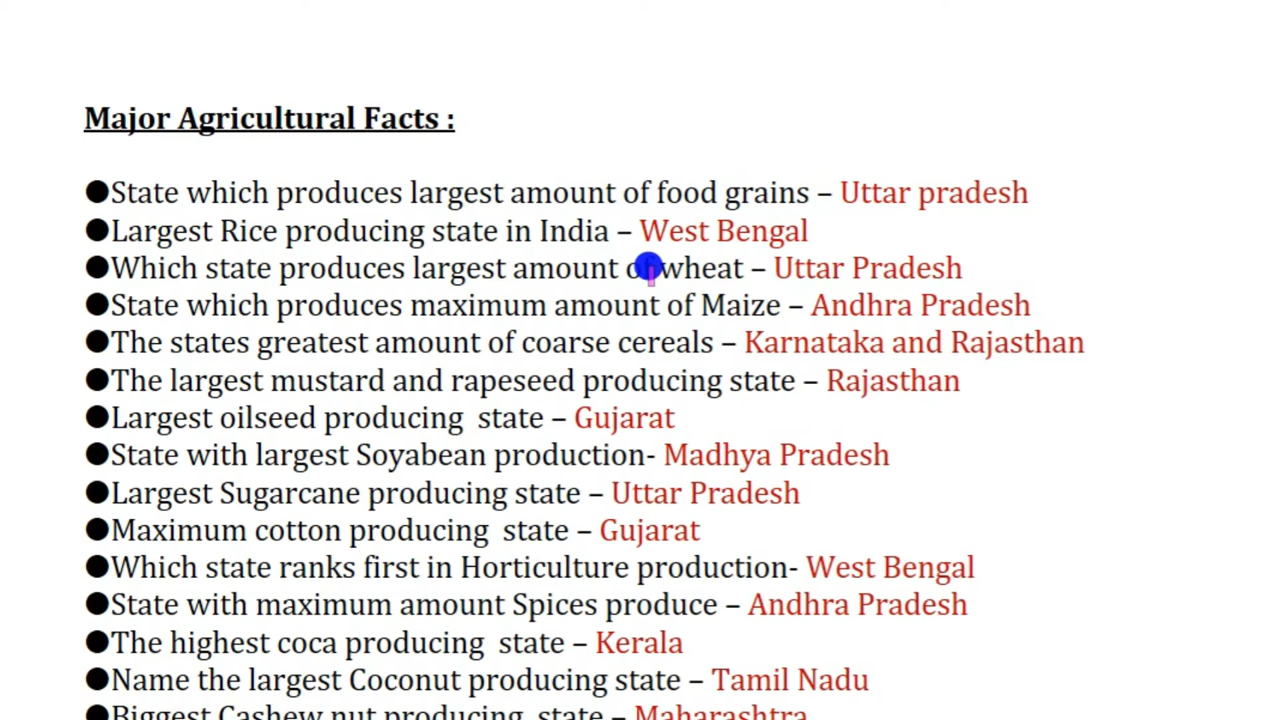 Major Agricultural Facts :
●State which produces largest amount of food grains – Uttar pradesh
●Largest Rice producing state in India – West Bengal
●Which state produces largest amount of wheat – Uttar Pradesh
●State which produces maximum amount of Maize – Andhra Pradesh
●The states greatest amount of coarse cereals – Karnataka and Rajasthan
●The largest mustard and rapeseed producing state – Rajasthan
●Largest oilseed producing  state – Gujarat
●State with largest Soyabean production- Madhya Pradesh
●Largest Sugarcane producing state – Uttar Pradesh
●Maximum cotton producing  state – Gujarat
●Which state ranks first in Horticulture production- West Bengal
●State with maximum amount Spices produce – Andhra Pradesh
●The highest coca producing  state – Kerala
●Name the largest Coconut producing state – Tamil Nadu
●Biggest Cashew nut producing  state – Maharashtra